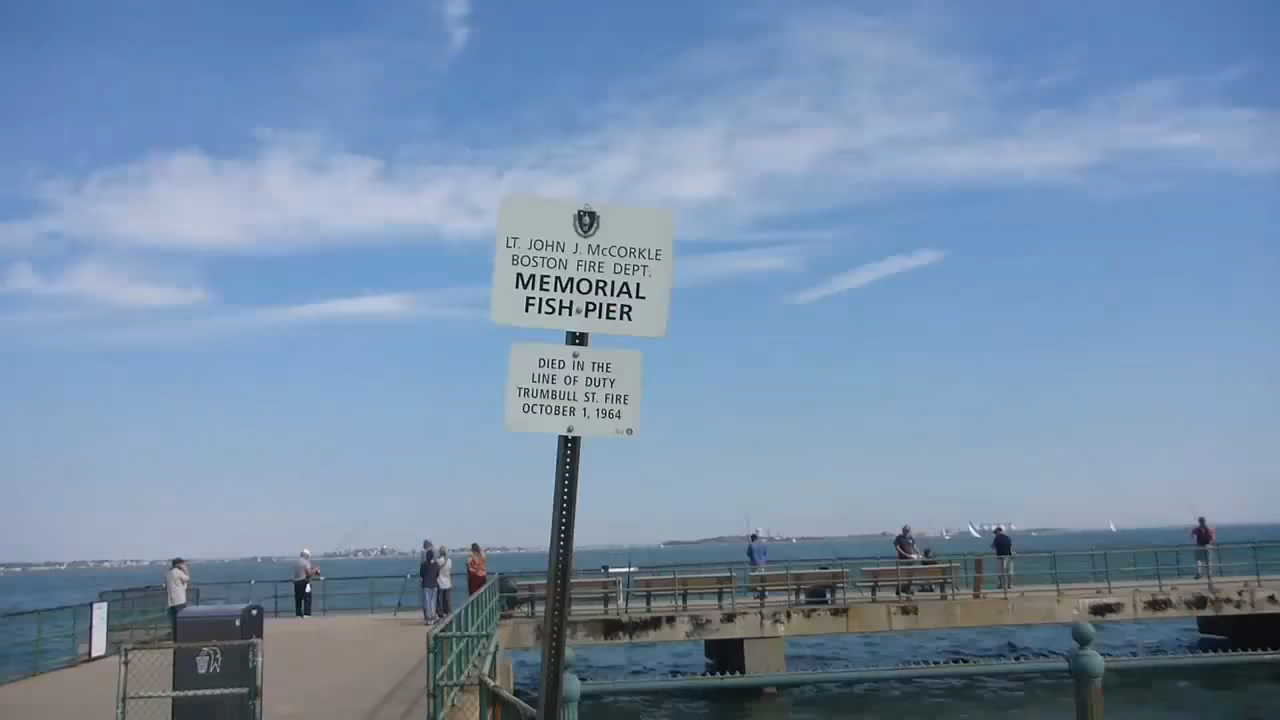 LT. JOHN J. McCORKLE
BOSTON FIRE DEPT.
MEMORIAL
FISH PIER
DIED IN THE
LINE OF DUTY
TRUMBULL ST. FIRE
OCTOBER 1, 1964